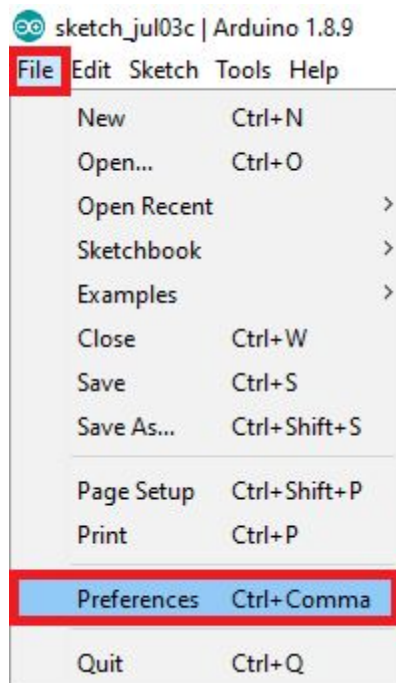 sketch_jul03c | Arduino 1.8.9
File Edit Sketch Tools Help
New Ctrl+N
Open... Ctrl+O
Open Recent >
Sketchbook >
Examples >
Close Ctrl+W
Save Ctrl+S
Save As... Ctrl+Shift+S
Page Setup Ctrl+Shift+P
Print Ctrl+P
Preferences Ctrl+Comma
Quit Ctrl+Q